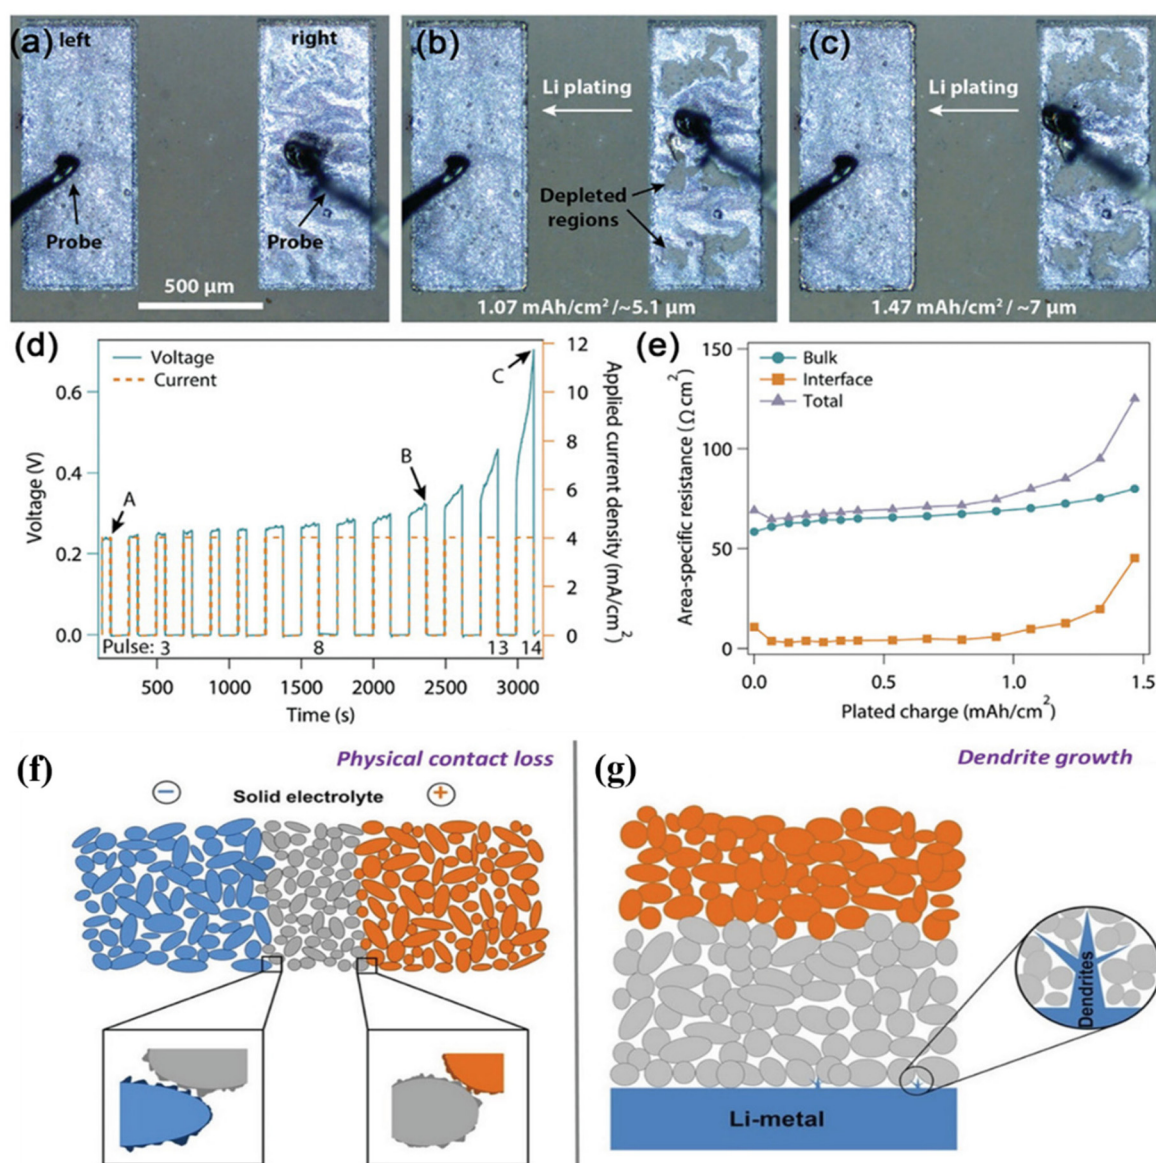 (a)
left
right
Probe
Probe
500 μm
(b)
Li plating
Depleted
regions
1.07 mAh/cm² /~5.1 μm
(c)
Li plating
1.47 mAh/cm² / ~7 μm
(d)
Voltage
Current
A
B
C
0.6
0.4
0.2
0.0
Voltage (V)
12
10
8
6
4
2
0
Applied current density (mA/cm²)
Pulse: 3
8
13
14
500
1000
1500
2000
2500
3000
Time (s)
(e)
Bulk
Interface
Total
150
100
50
0
Area-specific resistance (Ω cm²)
0.0
0.5
1.0
1.5
Plated charge (mAh/cm²)
(f)
Physical contact loss
−
Solid electrolyte
+
(g)
Dendrite growth
Dendrites
Li-metal